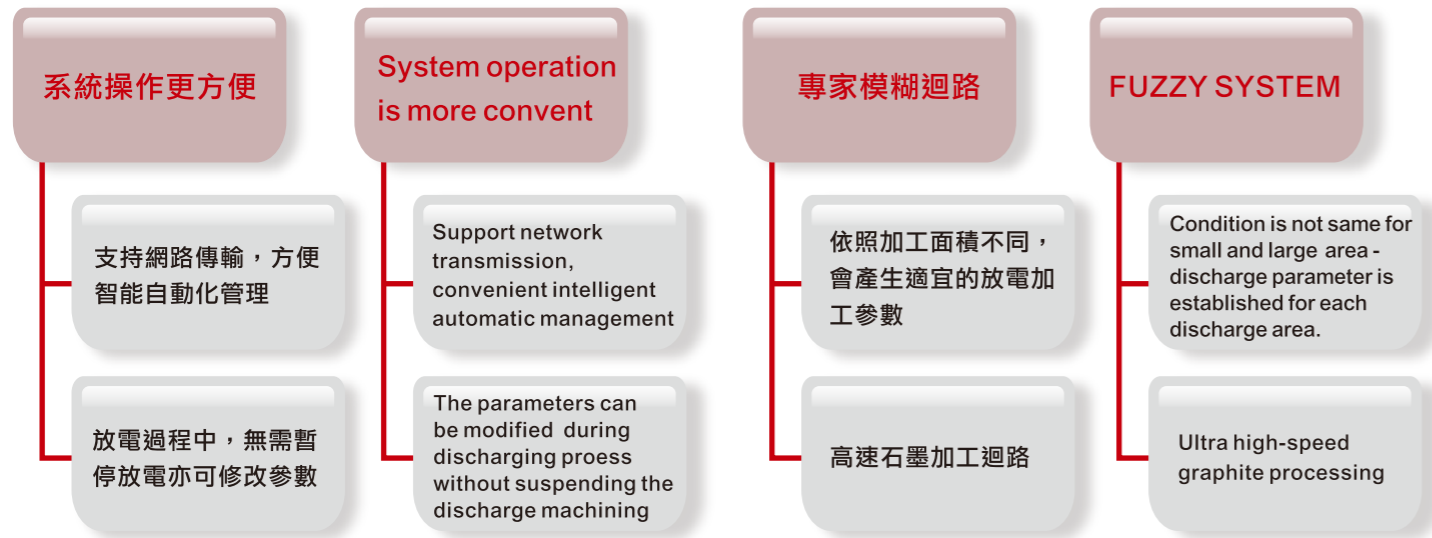 系統操作更方便
支持網路傳輸，方便
智能自動化管理
放電過程中，無需暫
停放電亦可修改參數
System operation
is more convent
Support network
transmission,
convenient intelligent
automatic management
The parameters can
be modified during
discharging proess
without suspending the
discharge machining
專家模糊迴路
依照加工面積不同，
會產生適宜的放電加
工參數
高速石墨加工迴路
FUZZY SYSTEM
Condition is not same for
small and large area -
discharge parameter is
established for each
discharge area.
Ultra high-speed
graphite processing